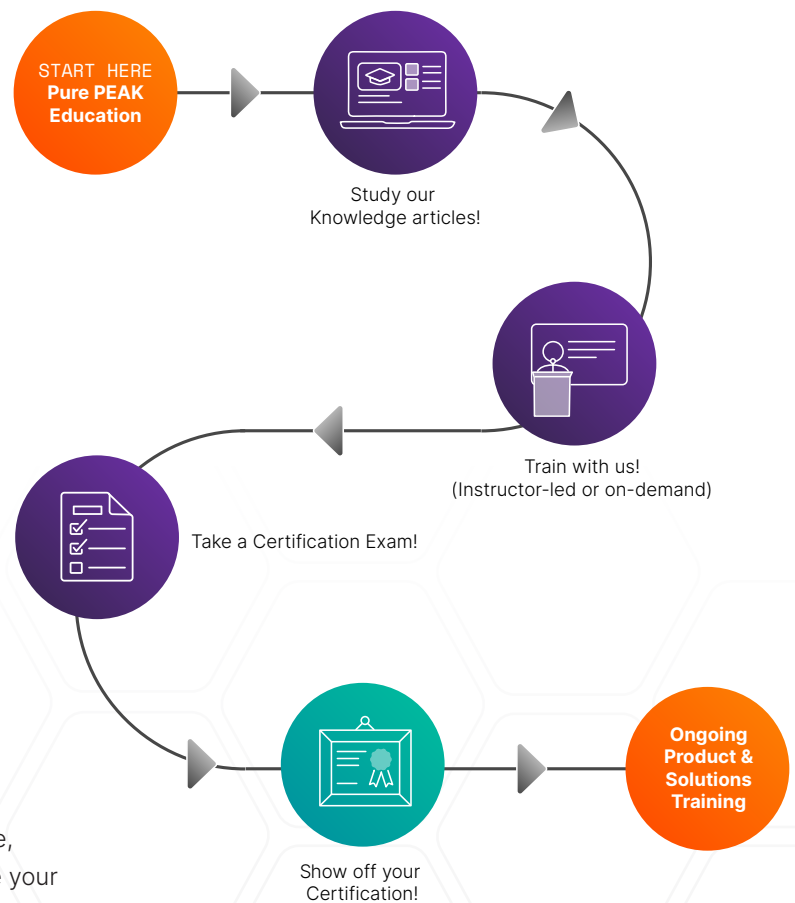 START HERE
Pure PEAK
Education
Study our
Knowledge articles!
Train with us!
(Instructor-led or on-demand)
Take a Certification Exam!
Ongoing
Product &
Solutions
Training
e,
e your
Show off your
Certification!